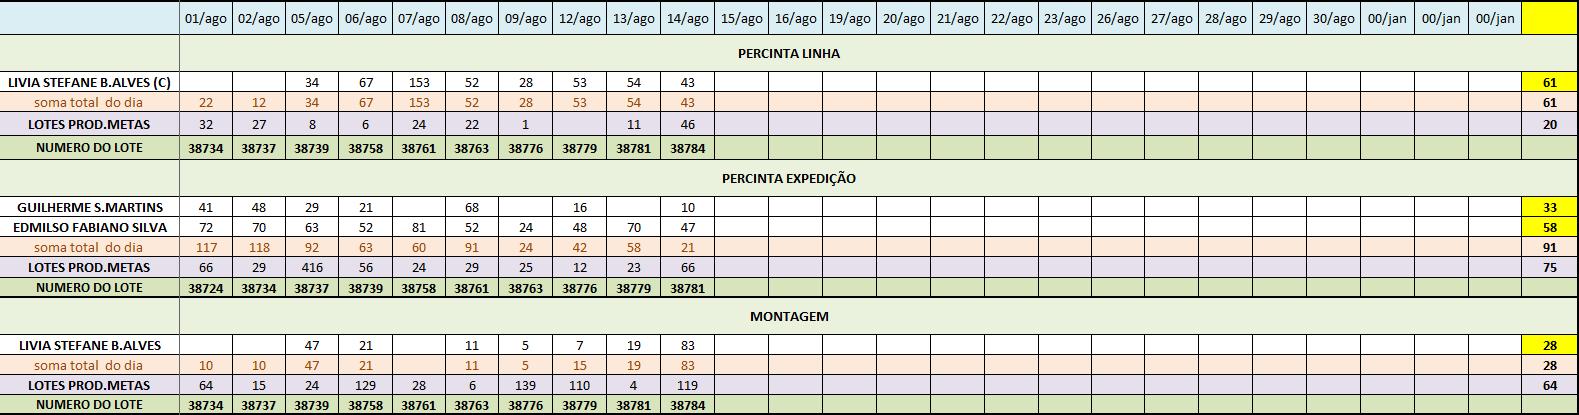 01/ago 02/ago 05/ago 06/ago 07/ago 08/ago 09/ago 12/ago 13/ago 14/ago 15/ago 16/ago 19/ago 20/ago 21/ago 22/ago 23/ago 26/ago 27/ago 28/ago 29/ago 30/ago 00/jan 00/jan 00/jan
PERCINTA LINHA
LIVIA STEFANE B.ALVES (C) 34 67 153 52 28 53 54 43 61
soma total do dia 22 12 34 67 153 52 28 53 54 43 61
LOTES PROD.METAS 32 27 8 6 24 22 1 11 46 20
NUMERO DO LOTE 38734 38737 38739 38758 38761 38763 38776 38779 38781 38784
PERCINTA EXPEDIÇÃO
GUILHERME S.MARTINS 41 48 29 21 68 16 10 33
EDMILSO FABIANO SILVA 72 70 63 52 81 52 24 48 70 47 58
soma total do dia 117 118 92 63 60 91 24 42 58 21 91
LOTES PROD.METAS 66 29 416 56 24 29 25 12 23 66 75
NUMERO DO LOTE 38724 38734 38737 38739 38758 38761 38763 38776 38779 38781
MONTAGEM
LIVIA STEFANE B.ALVES 47 21 11 5 7 19 83 28
soma total do dia 10 10 47 21 11 5 15 19 83 28
LOTES PROD.METAS 64 15 24 129 28 6 139 110 4 119 64
NUMERO DO LOTE 38734 38737 38739 38758 38761 38763 38776 38779 38781 38784